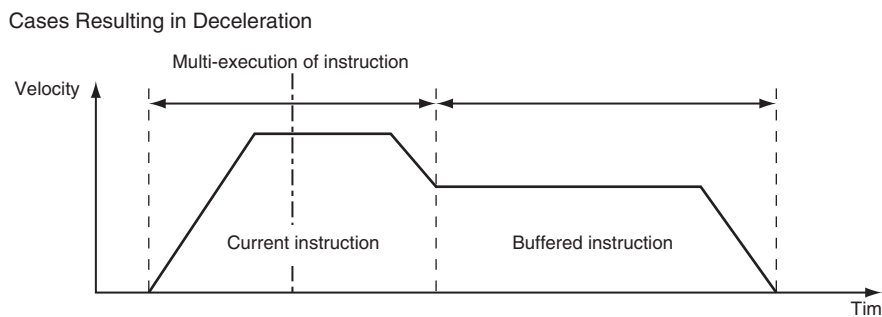 Cases Resulting in Deceleration
Multi-execution of instruction
Velocity
Current instruction
Buffered instruction
Tim